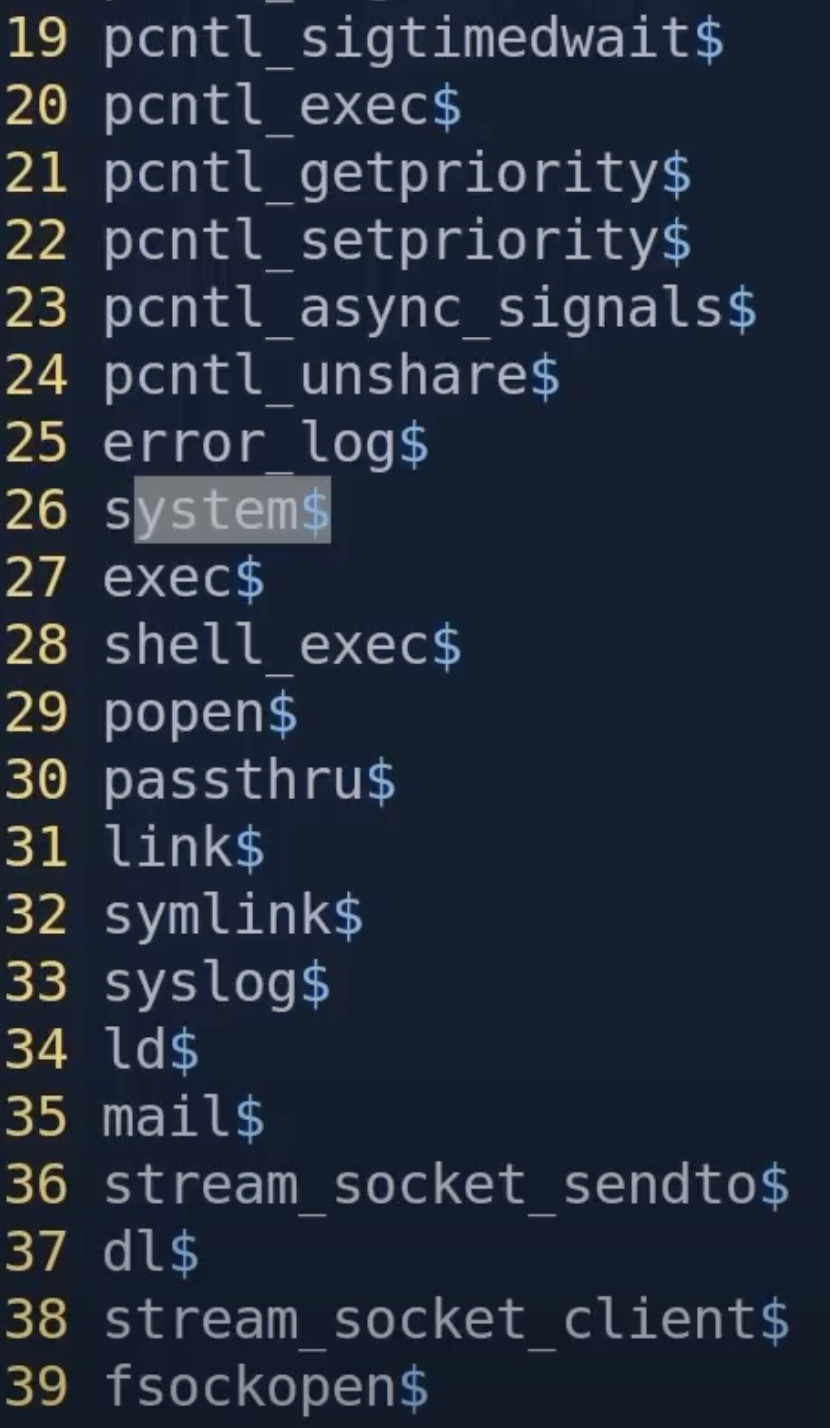 19 pcntl_sigtimedwait$
20 pcntl_exec$
21 pcntl_getpriority$
22 pcntl_setpriority$
23 pcntl_async_signals$
24 pcntl_unshare$
25 error_log$
26 system$
27 exec$
28 shell_exec$
29 popen$
30 passthru$
31 link$
32 symlink$
33 syslog$
34 ld$
35 mail$
36 stream_socket_sendto$
37 dl$
38 stream_socket_client$
39 fsockopen$